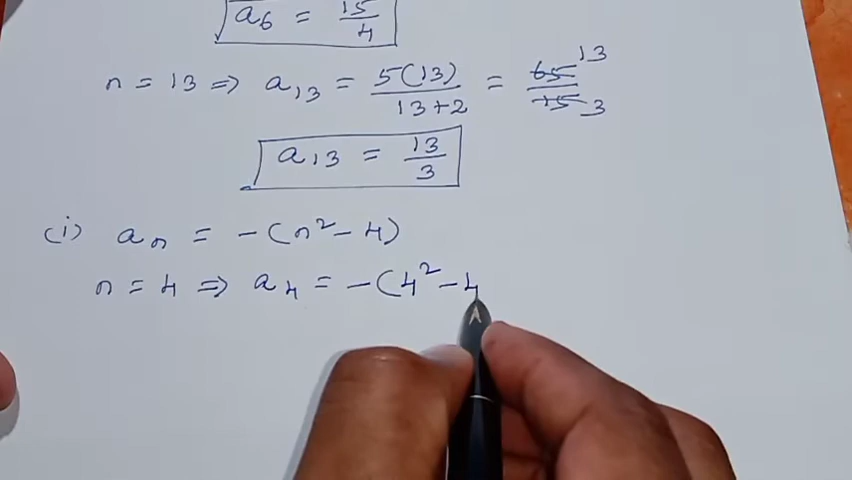 a₆ = 15/4
n = 13 ⇒ a₁₃ = 5(13)/13+2 = 65/15 13/3
a₁₃ = 13/3
(i) aₙ = -(n² - 4)
n = 4 ⇒ a₄ = -(4² - 4